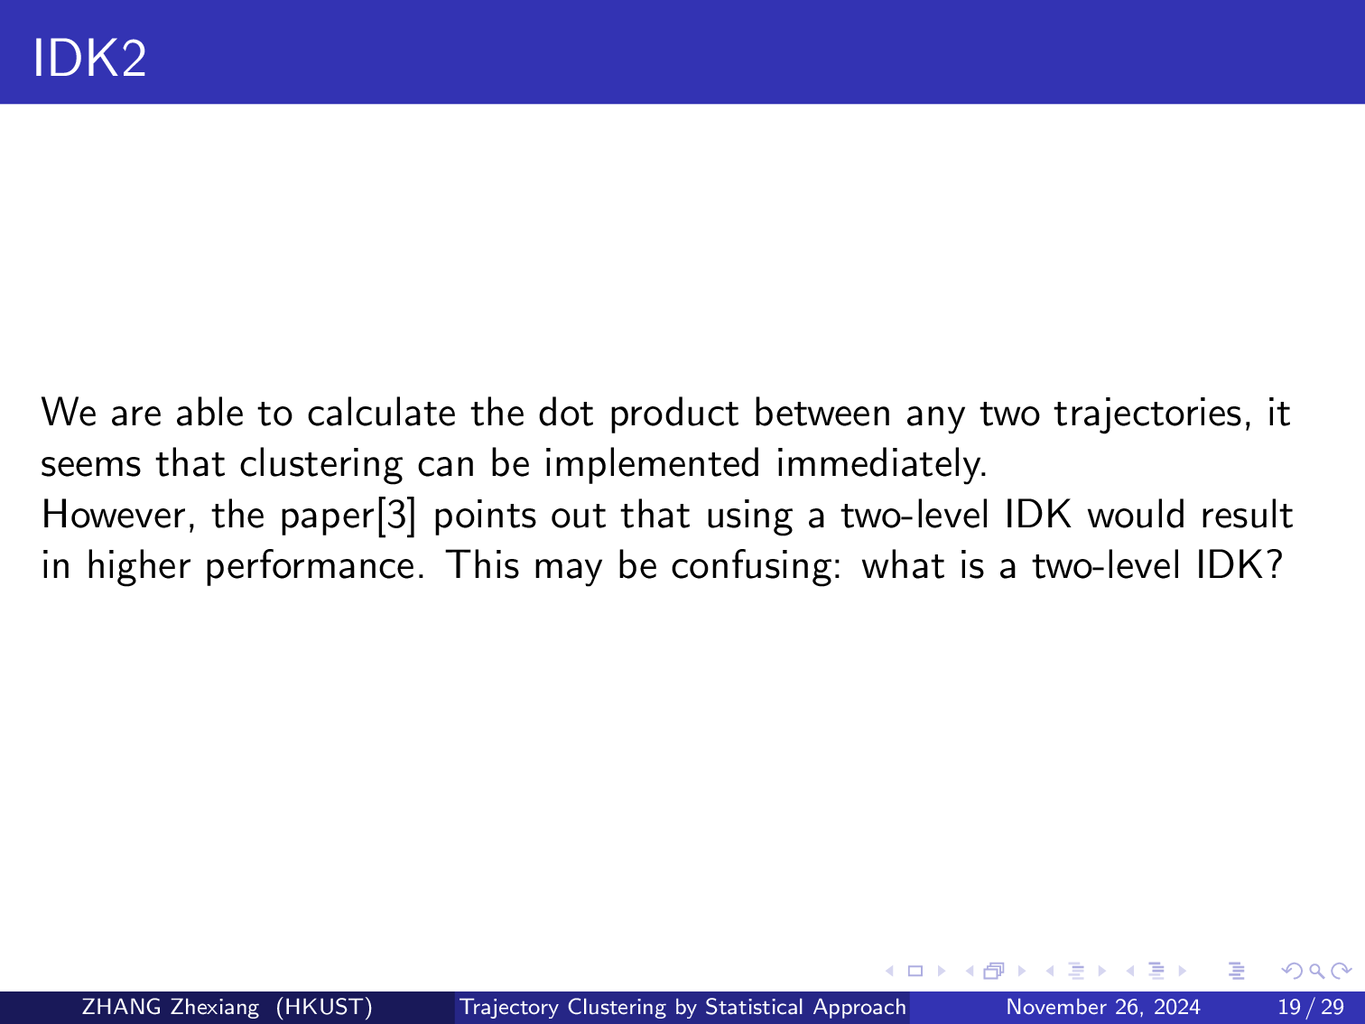 IDK2
We are able to calculate the dot product between any two trajectories, it
seems that clustering can be implemented immediately.
However, the paper[3] points out that using a two-level IDK would result
in higher performance. This may be confusing: what is a two-level IDK?
ZHANG Zhexiang (HKUST) Trajectory Clustering by Statistical Approach November 26, 2024 19 / 29